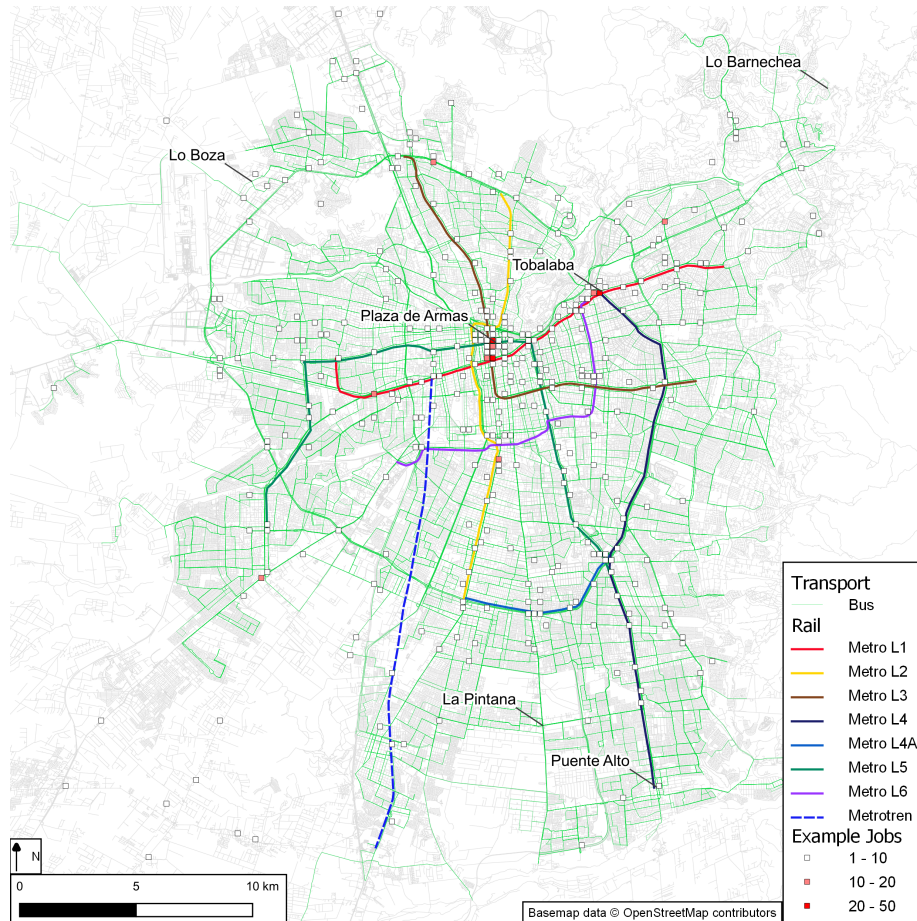 Lo Barnechea
Lo Boza
Tobalaba
Plaza de Armas
La Pintana
Puente Alto
Transport
Bus
Rail
Metro L1
Metro L2
Metro L3
Metro L4
Metro L4A
Metro L5
Metro L6
Metrotren
Example Jobs
1 - 10
10 - 20
20 - 50
N
0 5 10 km
Basemap data © OpenStreetMap contributors